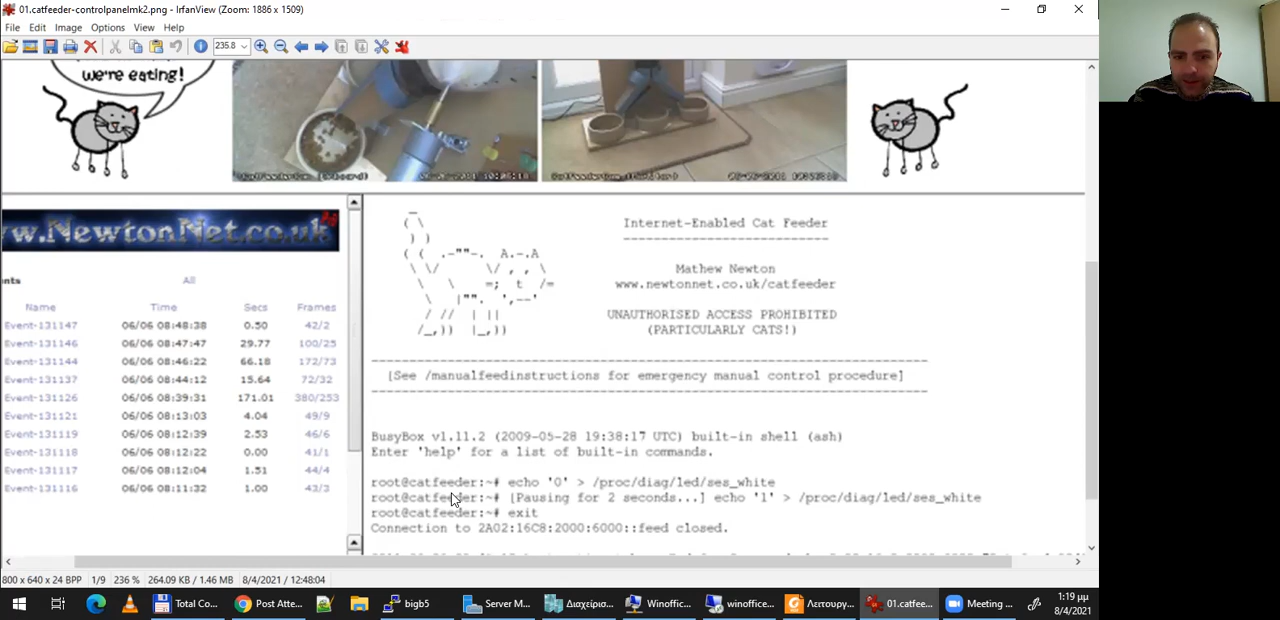 01.catfeeder-controlpanelmk2.png - IrfanView (Zoom: 1886 x 1509)
File Edit Image Options View Help
235.8
we're eating!
w.NewtonNet.co.uk
nts All
Name Time Secs Frames
Event-131147 06/06 08:48:38 0.50 42/2
Event-131146 06/06 08:47:47 29.77 100/25
Event-131144 06/06 08:46:22 66.18 172/73
Event-131137 06/06 08:44:12 15.64 72/32
Event-131126 06/06 08:39:31 171.01 380/253
Event-131121 06/06 08:13:03 4.04 49/9
Event-131119 06/06 08:12:39 2.53 46/6
Event-131118 06/06 08:12:22 0.00 41/1
Event-131117 06/06 08:12:04 1.51 44/4
Event-131116 06/06 08:11:32 1.00 43/3
Internet-Enabled Cat Feeder
Mathew Newton
www.newtonnet.co.uk/catfeeder
UNAUTHORISED ACCESS PROHIBITED
(PARTICULARLY CATS!)
[See /manualfeedinstructions for emergency manual control procedure]
BusyBox v1.11.2 (2009-05-28 19:38:17 UTC) built-in shell (ash)
Enter 'help' for a list of built-in commands.
root@catfeeder:~# echo '0' > /proc/diag/led/ses_white
root@catfeeder:~# [Pausing for 2 seconds...] echo '1' > /proc/diag/led/ses_white
root@catfeeder:~# exit
Connection to 2A02:16C8:2000:6000::feed closed.
800 x 640 x 24 BPP 1/9 236 % 264.09 KB / 1.46 MB 8/4/2021 / 12:48:04
Total Co... Post Atte... bigb5 Server M... Διαχείρισ... Winoffic... winoffice... Λειτουργ... 01.catfee... Meeting ... 1:19 μμ
8/4/2021